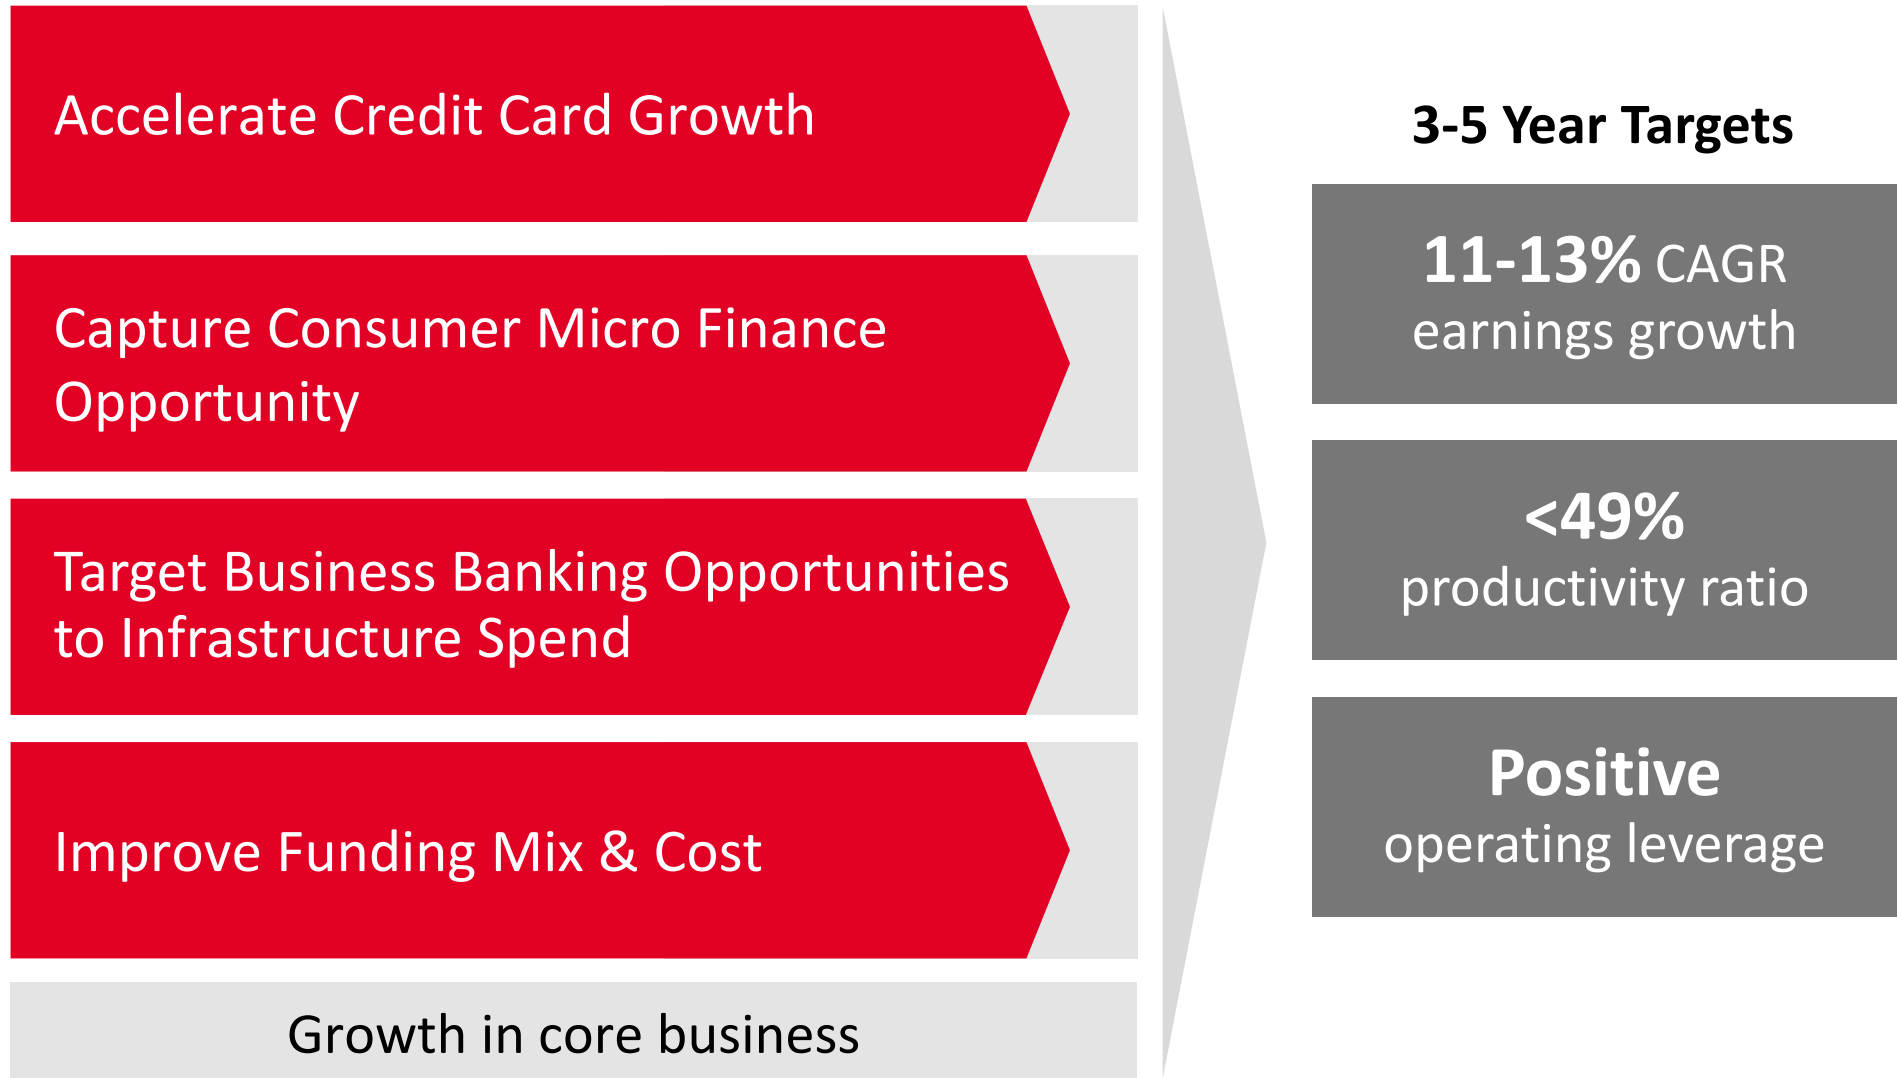 Accelerate Credit Card Growth
Capture Consumer Micro Finance
Opportunity
Target Business Banking Opportunities
to Infrastructure Spend
Improve Funding Mix & Cost
Growth in core business
3-5 Year Targets
11-13% CAGR
earnings growth
<49%
productivity ratio
Positive
operating leverage